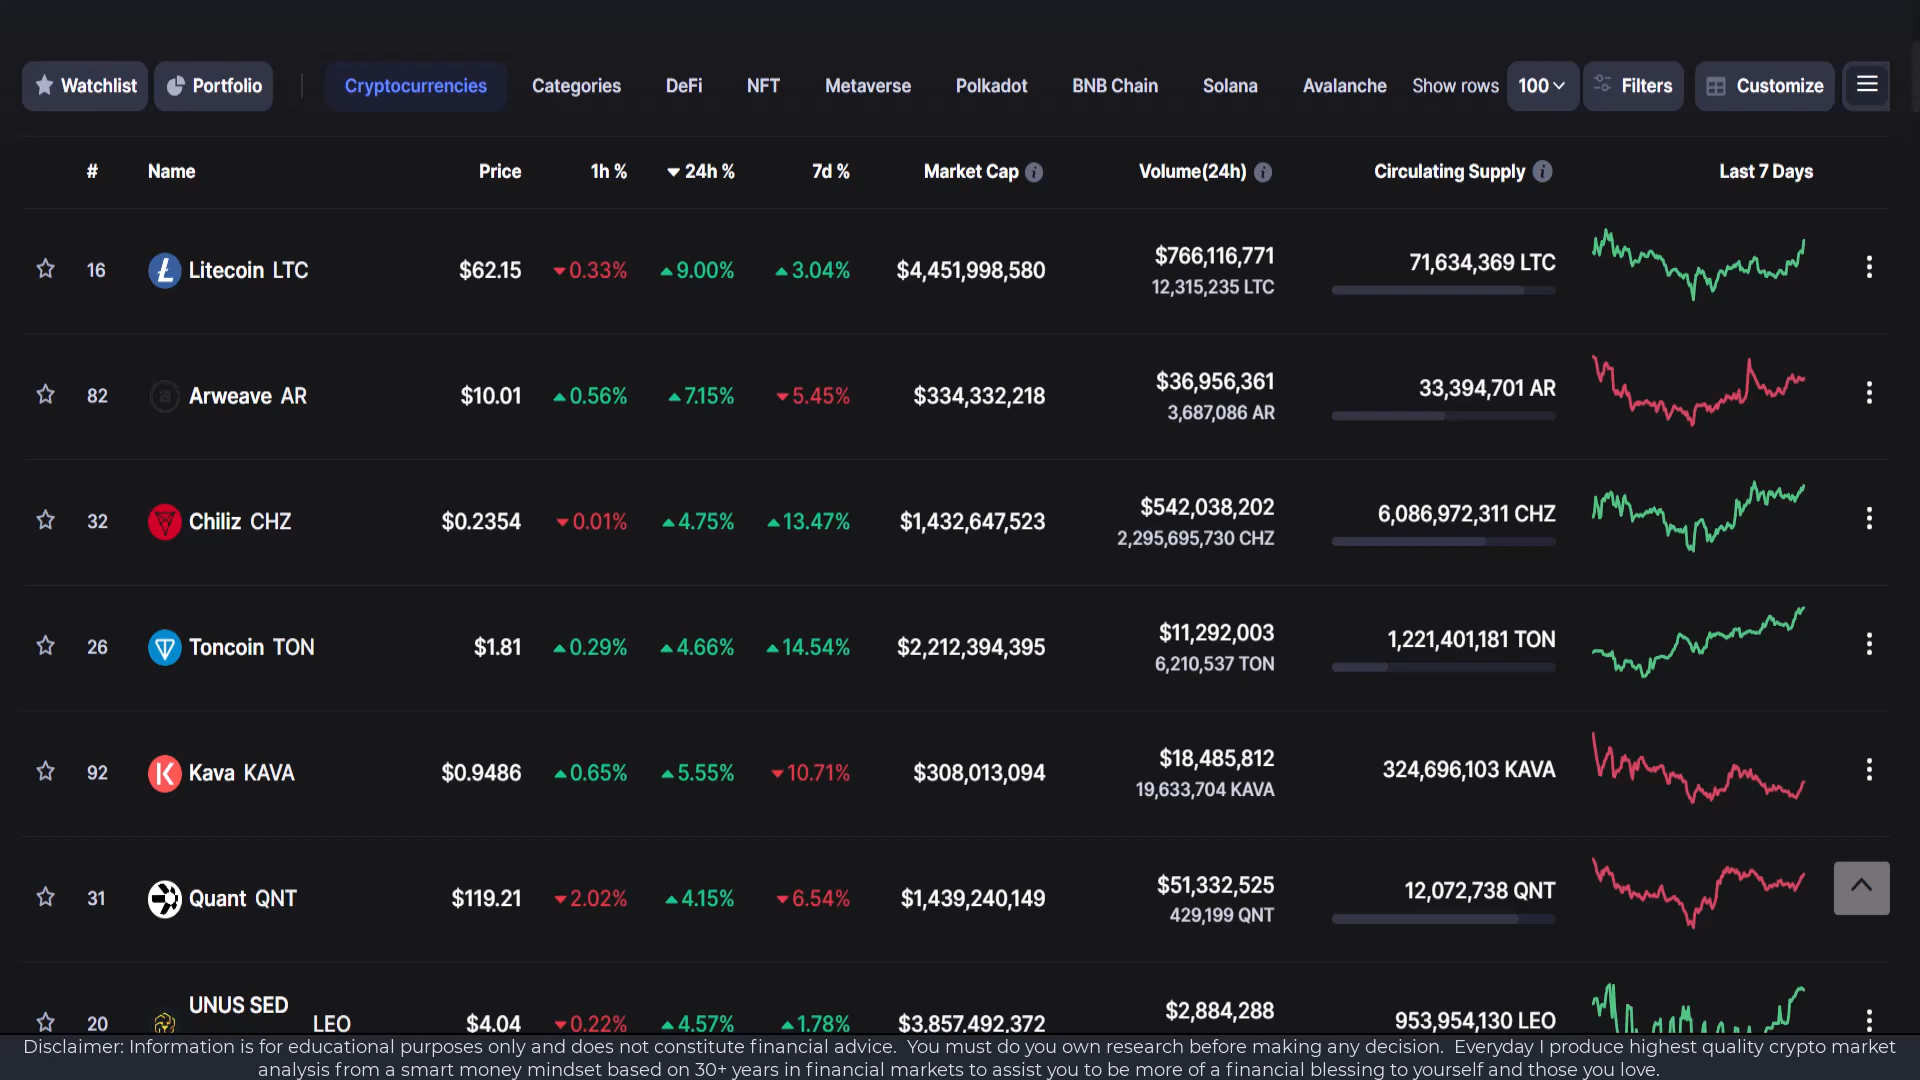 Watchlist Portfolio Cryptocurrencies Categories DeFi NFT Metaverse Polkadot BNB Chain Solana Avalanche Show rows 100 Filters Customize
# Name Price 1h % 24h % 7d % Market Cap Volume(24h) Circulating Supply Last 7 Days
16 Litecoin LTC $62.15 0.33% 9.00% 3.04% $4,451,998,580 $766,116,771 71,634,369 LTC
12,315,235 LTC
82 Arweave AR $10.01 0.56% 7.15% 5.45% $334,332,218 $36,956,361 33,394,701 AR
3,687,086 AR
32 Chiliz CHZ $0.2354 0.01% 4.75% 13.47% $1,432,647,523 $542,038,202 6,086,972,311 CHZ
2,295,695,730 CHZ
26 Toncoin TON $1.81 0.29% 4.66% 14.54% $2,212,394,395 $11,292,003 1,221,401,181 TON
6,210,537 TON
92 Kava KAVA $0.9486 0.65% 5.55% 10.71% $308,013,094 $18,485,812 324,696,103 KAVA
19,633,704 KAVA
31 Quant QNT $119.21 2.02% 4.15% 6.54% $1,439,240,149 $51,332,525 12,072,738 QNT
429,199 QNT
UNUS SED
20 LEO $4.04 0.22% 4.57% 1.78% $3,857,492,372 $2,884,288 953,954,130 LEO
Disclaimer: Information is for educational purposes only and does not constitute financial advice. You must do you own research before making any decision. Everyday I produce highest quality crypto market
analysis from a smart money mindset based on 30+ years in financial markets to assist you to be more of a financial blessing to yourself and those you love.